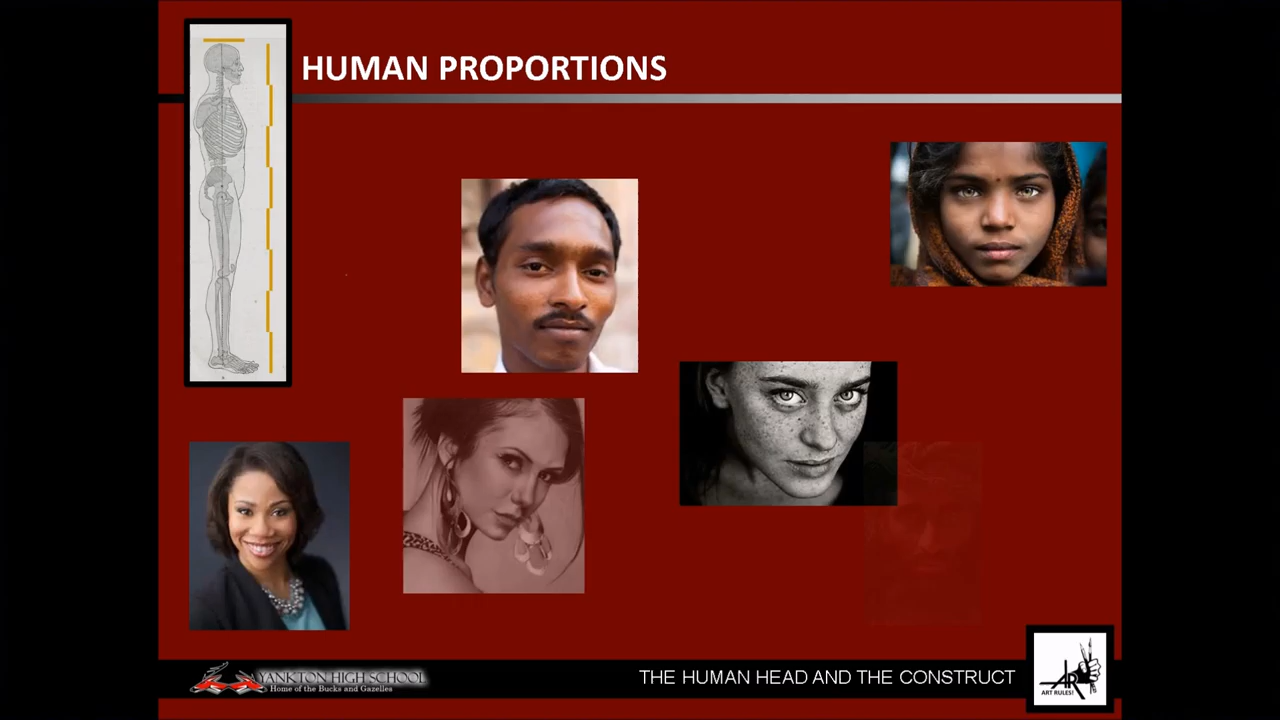 HUMAN PROPORTIONS
YANKTON HIGH SCHOOL
Home of the Bucks and Gazelles
THE HUMAN HEAD AND THE CONSTRUCT
AR
ART RULES!